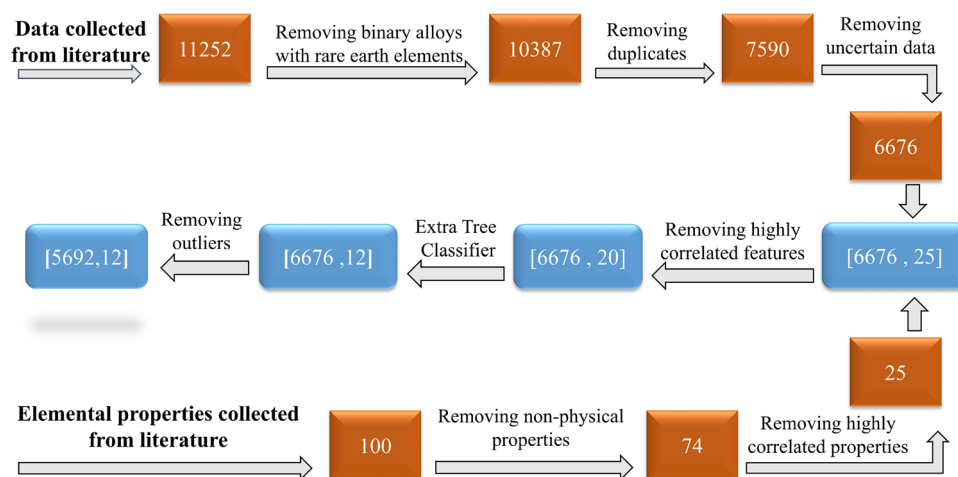 Data collected
from literature
11252
Removing binary alloys
with rare earth elements
10387
Removing
duplicates
7590
Removing
uncertain data
6676
[5692,12]
Removing
outliers
[6676 ,12]
Extra Tree
Classifier
[6676 , 20]
Removing highly
correlated features
[6676 , 25]
25
Elemental properties collected
from literature
100
Removing non-physical
properties
74
Removing highly
correlated properties